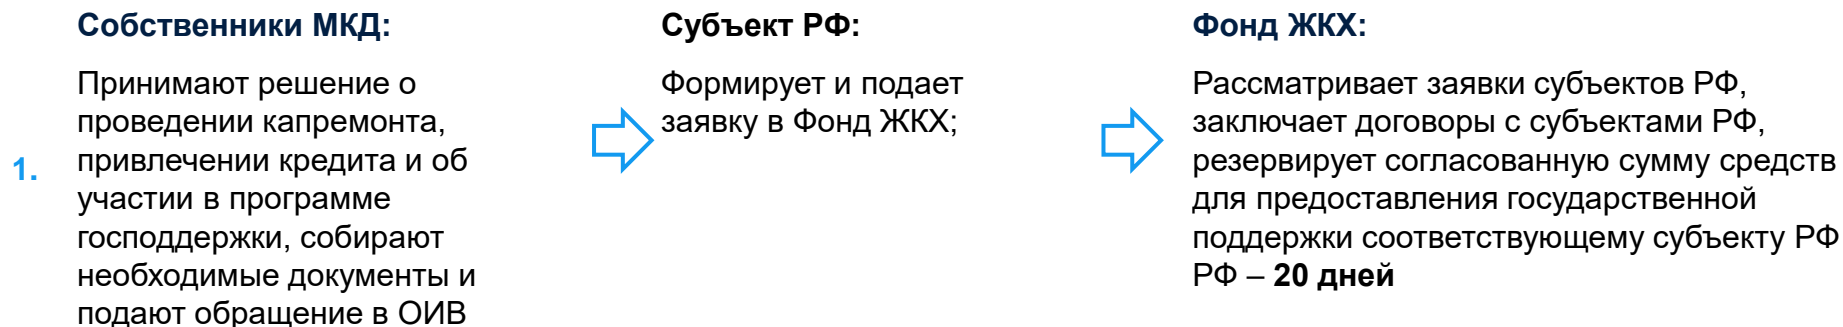 Собственники МКД:
Принимают решение о
проведении капремонта,
привлечении кредита и об
участии в программе
господдержки, собирают
необходимые документы и
подают обращение в ОИВ
1.
Субъект РФ:
Формирует и подает
заявку в Фонд ЖКХ;
Фонд ЖКХ:
Рассматривает заявки субъектов РФ,
заключает договоры с субъектами РФ,
резервирует согласованную сумму средств
для предоставления государственной
поддержки соответствующему субъекту РФ
РФ – 20 дней